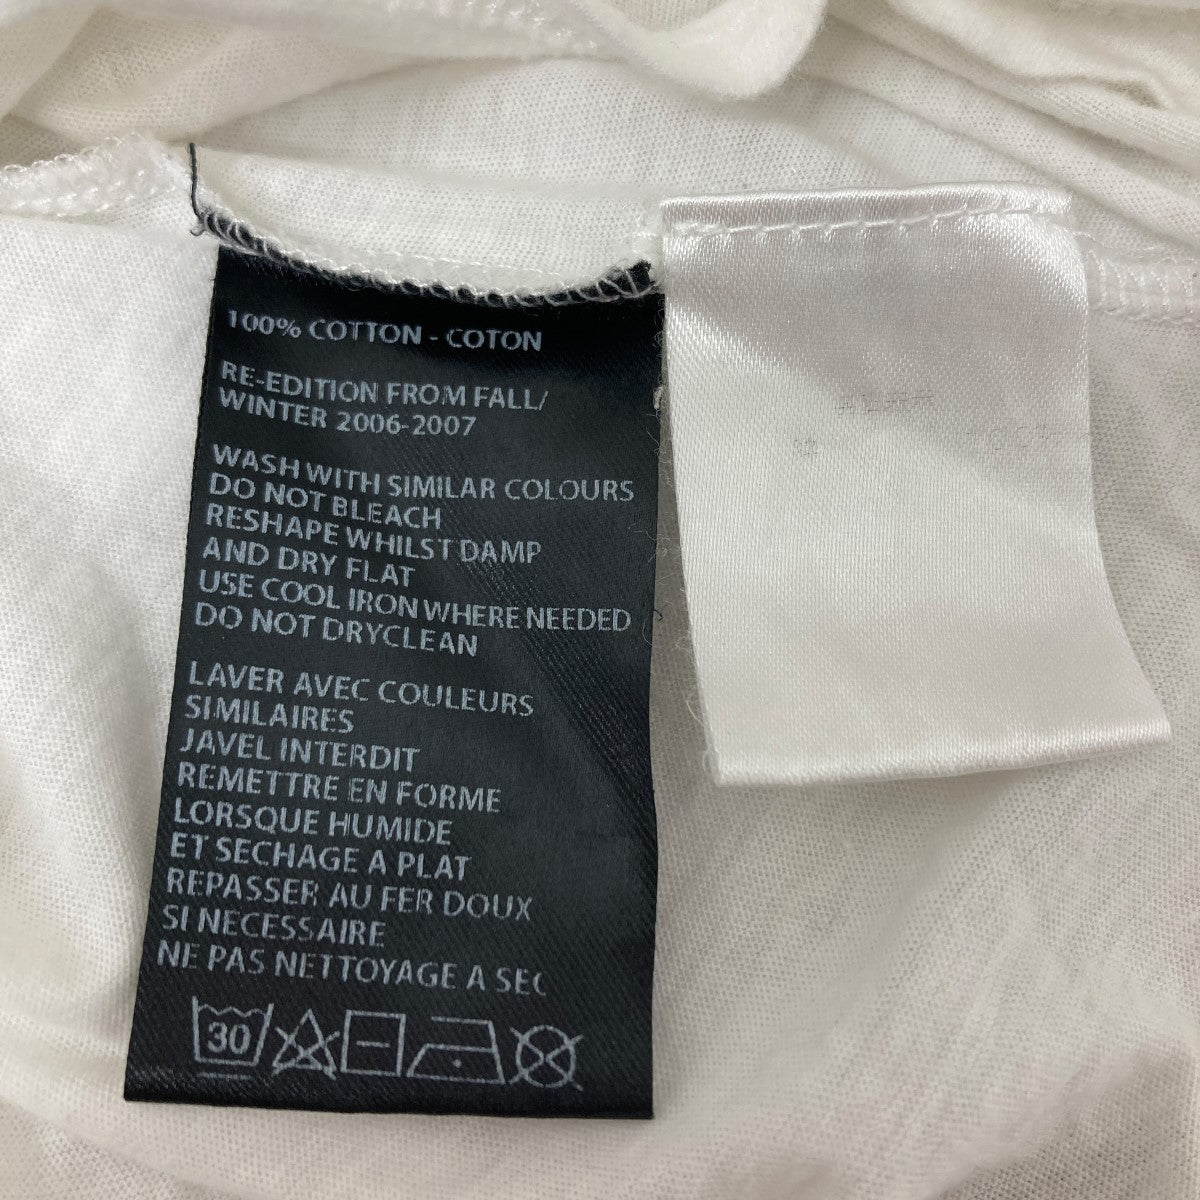 100% COTTON - COTON
RE-EDITION FROM FALL/
WINTER 2006-2007
WASH WITH SIMILAR COLOURS
DO NOT BLEACH
RESHAPE WHILST DAMP
AND DRY FLAT
USE COOL IRON WHERE NEEDED
DO NOT DRYCLEAN
LAVER AVEC COULEURS
SIMILAIRES
JAVEL INTERDIT
REMETTRE EN FORME
LORSQUE HUMIDE
ET SECHAGE A PLAT
REPASSER AU FER DOUX
SI NECESSAIRE
NE PAS NETTOYAGE A SEC
30